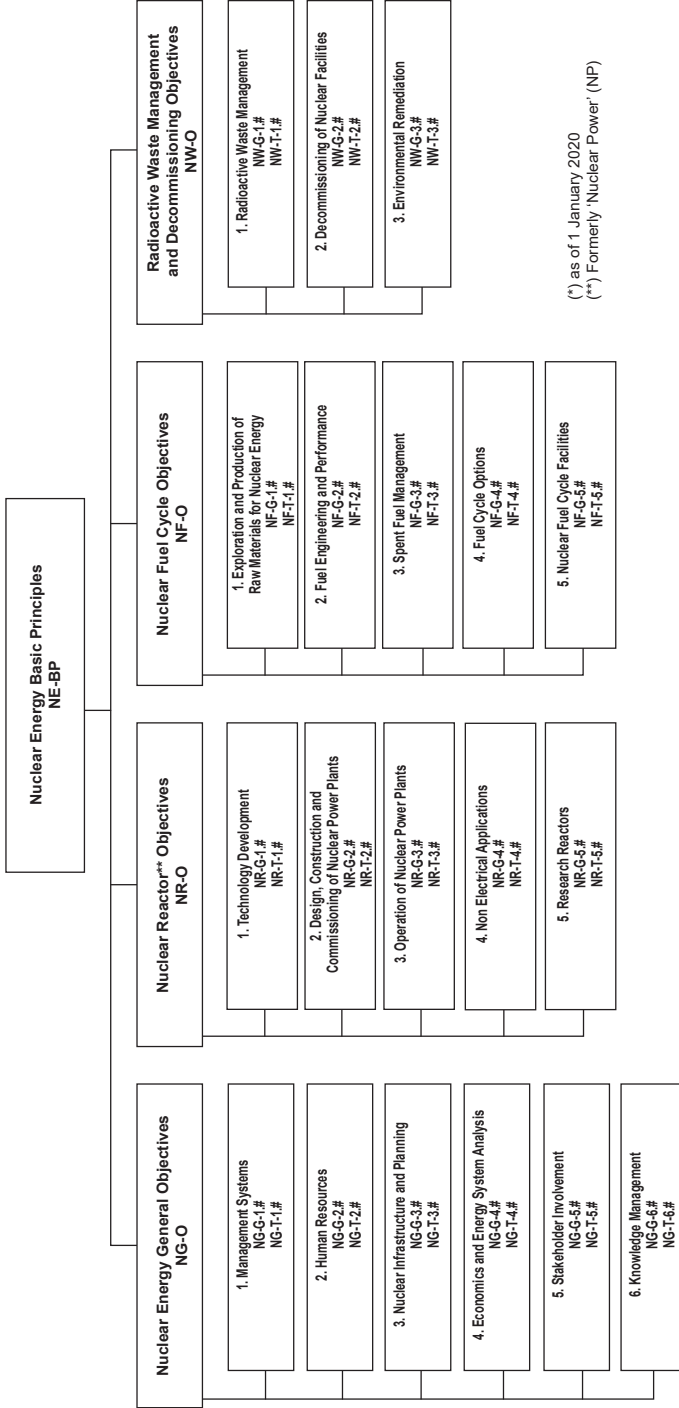 Nuclear Energy Basic Principles
NE-BP
Nuclear Energy General Objectives
NG-O
1. Management Systems
NG-G-1.#
NG-T-1.#
2. Human Resources
NG-G-2.#
NG-T-2.#
3. Nuclear Infrastructure and Planning
NG-G-3.#
NG-T-3.#
4. Economics and Energy System Analysis
NG-G-4.#
NG-T-4.#
5. Stakeholder Involvement
NG-G-5.#
NG-T-5.#
6. Knowledge Management
NG-G-6.#
NG-T-6.#
Nuclear Reactor** Objectives
NR-O
1. Technology Development
NR-G-1.#
NR-T-1.#
2. Design, Construction and
Commissioning of Nuclear Power Plants
NR-G-2.#
NR-T-2.#
3. Operation of Nuclear Power Plants
NR-G-3.#
NR-T-3.#
4. Non Electrical Applications
NR-G-4.#
NR-T-4.#
5. Research Reactors
NR-G-5.#
NR-T-5.#
Nuclear Fuel Cycle Objectives
NF-O
1. Exploration and Production of
Raw Materials for Nuclear Energy
NF-G-1.#
NF-T-1.#
2. Fuel Engineering and Performance
NF-G-2.#
NF-T-2.#
3. Spent Fuel Management
NF-G-3.#
NF-T-3.#
4. Fuel Cycle Options
NF-G-4.#
NF-T-4.#
5. Nuclear Fuel Cycle Facilities
NF-G-5.#
NF-T-5.#
Radioactive Waste Management
and Decommissioning Objectives
NW-O
1. Radioactive Waste Management
NW-G-1.#
NW-T-1.#
2. Decommissioning of Nuclear Facilities
NW-G-2.#
NW-T-2.#
3. Environmental Remediation
NW-G-3.#
NW-T-3.#
(*) as of 1 January 2020
(**) Formerly ‘Nuclear Power’ (NP)